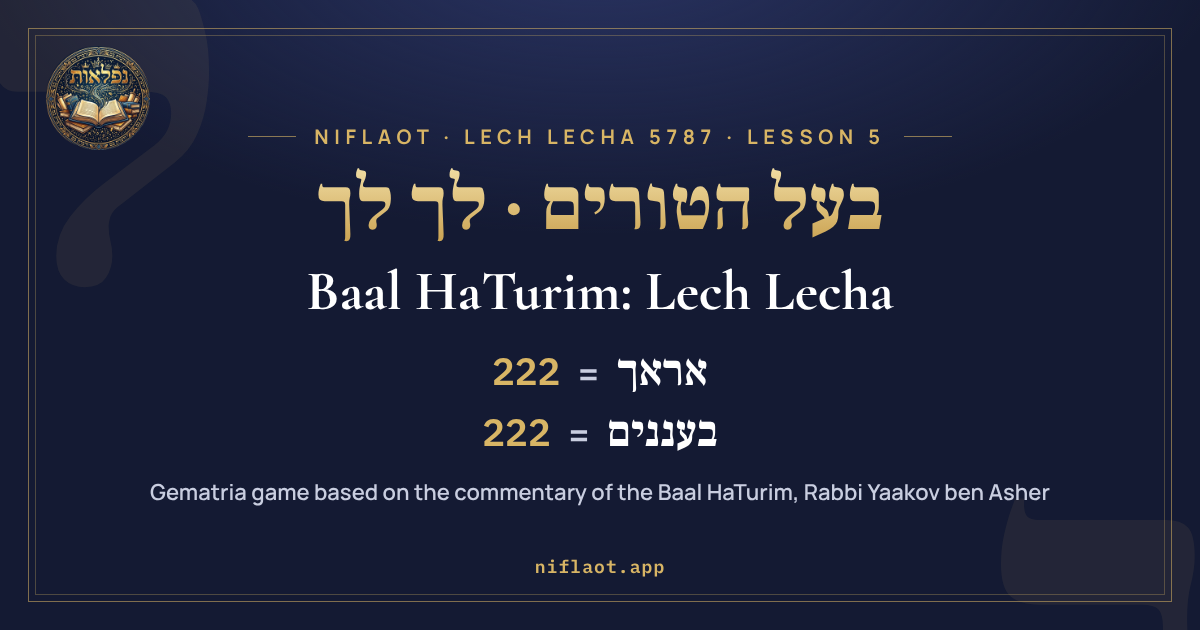 נפלאות
NIFLAOT · LECH LECHA 5787 · LESSON 5
בעל הטורים · לך לך
Baal HaTurim: Lech Lecha
אראך = 222
בעננים = 222
Gematria game based on the commentary of the Baal HaTurim, Rabbi Yaakov ben Asher
niflaot.app